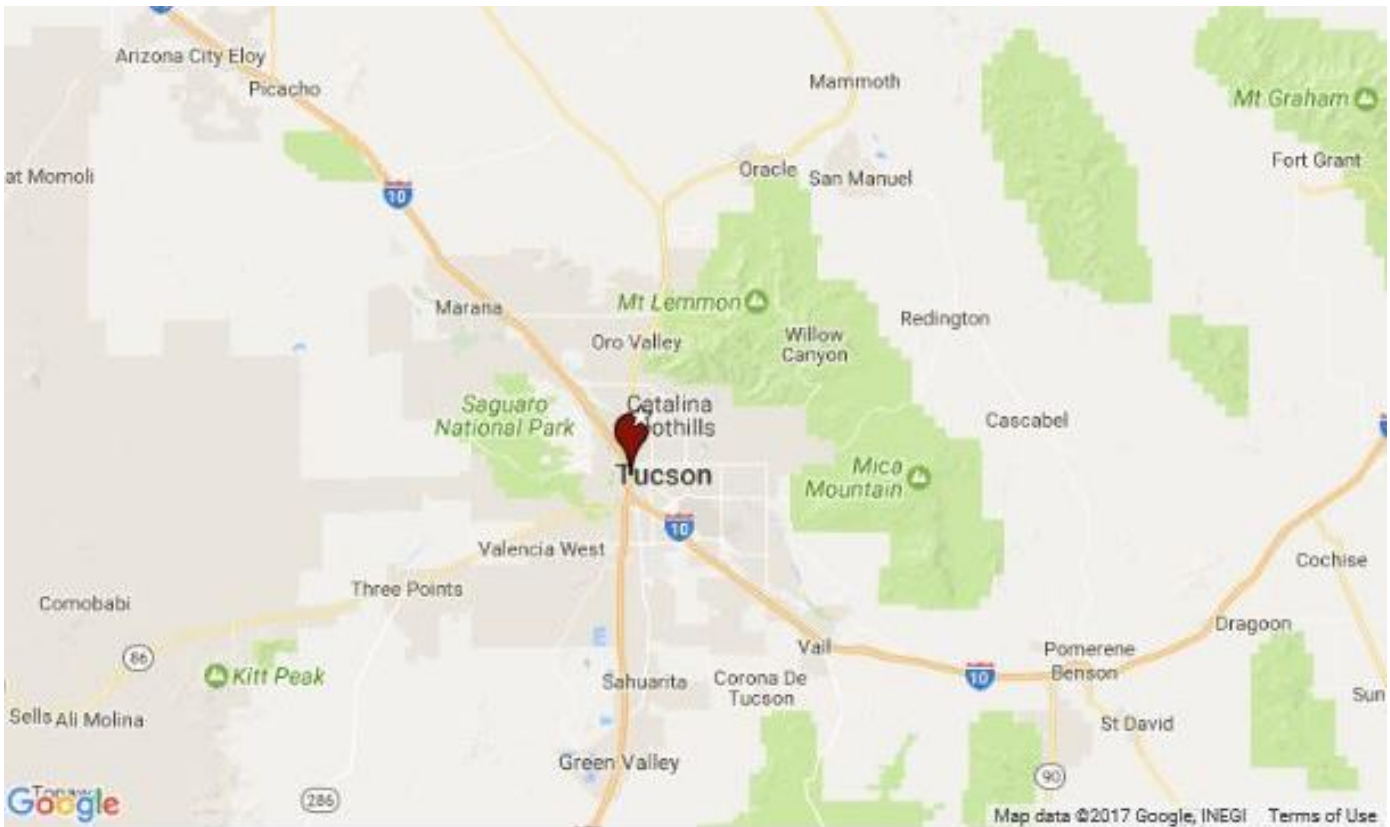 Arizona City Eloy
Picacho
Mammoth
Mt Graham
Fort Grant
at Momoli
10
Oracle
San Manuel
Marana
Mt Lemmon
Redington
Oro Valley
Willow
Canyon
Saguaro
National Park
Catalina
othills
Cascabel
Tucson
Mica
Mountain
10
Valencia West
Cochise
Three Points
Comobabi
Dragoon
86
Vail
Pomerene
Benson
Kitt Peak
Sahuarita
Corona De
Tucson
10
Sun
Sells Ali Molina
St David
Green Valley
90
286
Google
Map data ©2017 Google, INEGI Terms of Use